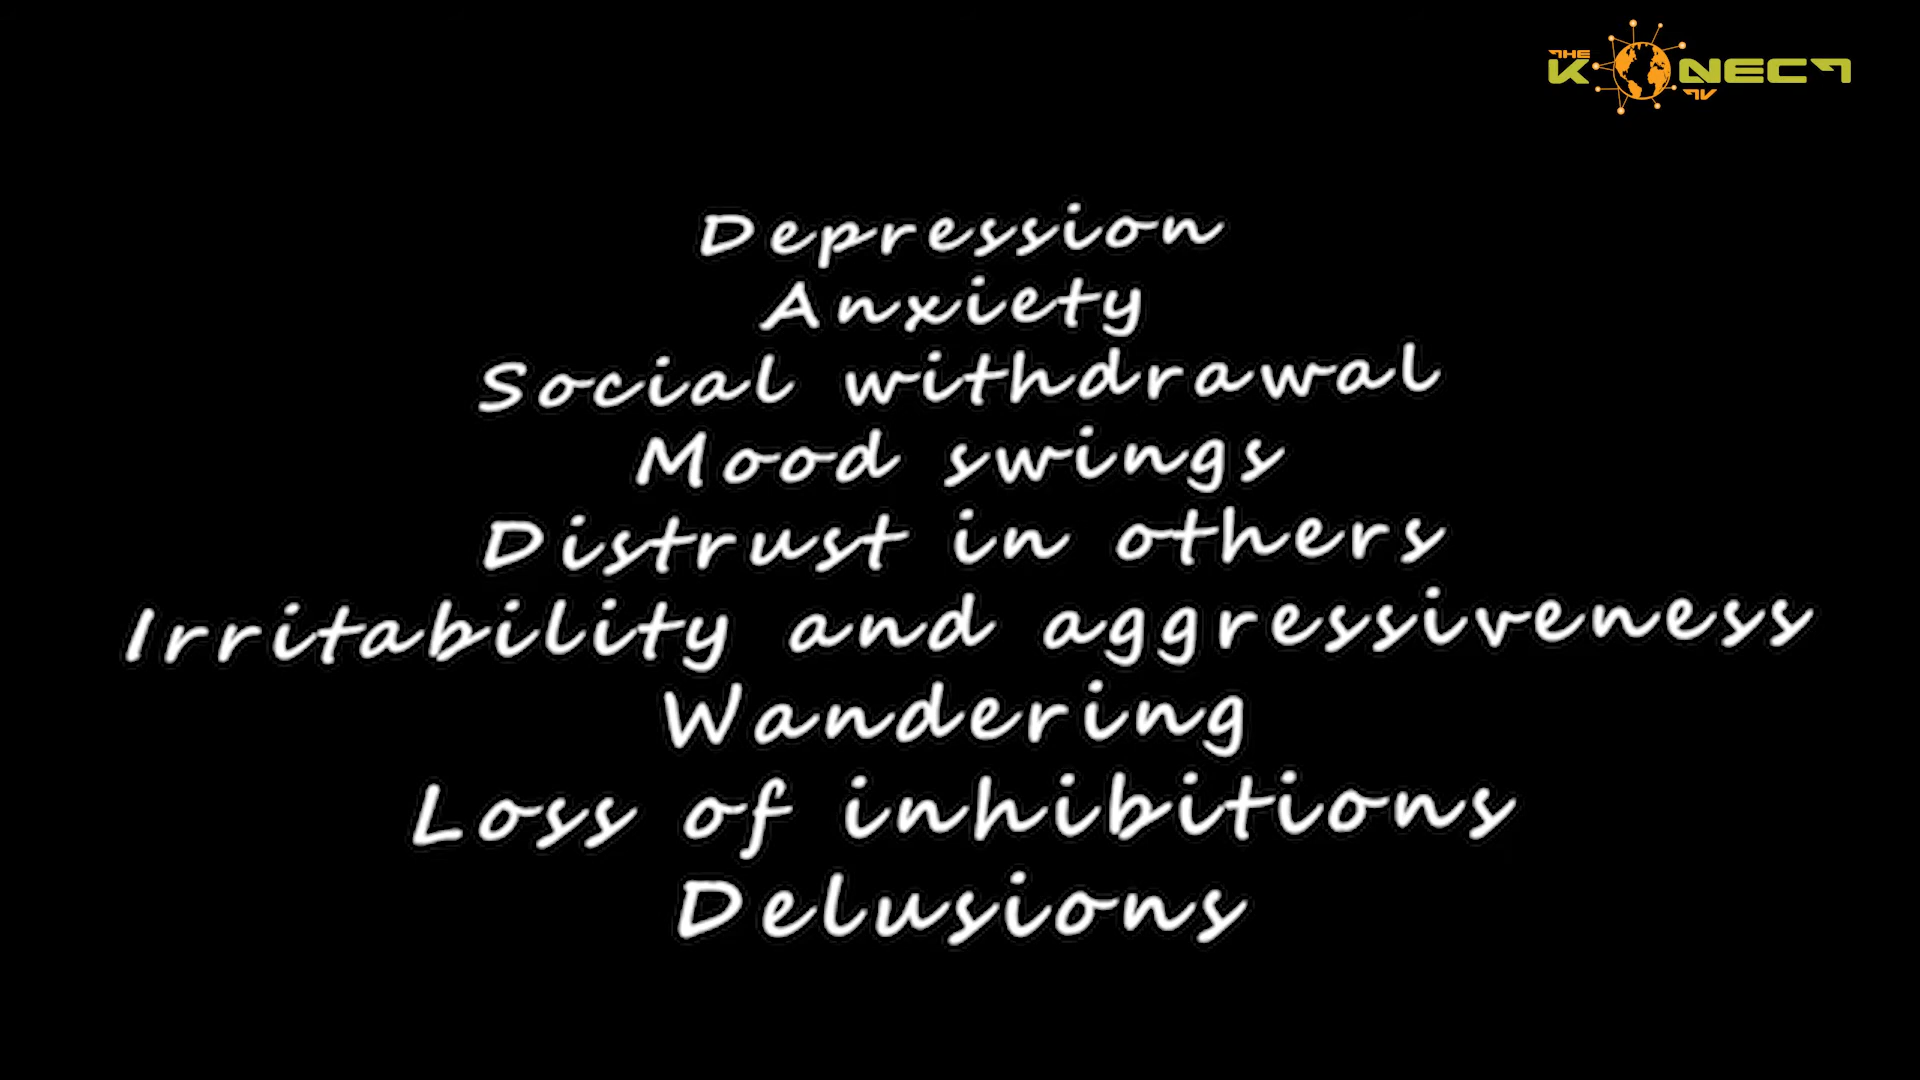 THE
KONECT
TV
Depression
Anxiety
Social withdrawal
Mood swings
Distrust in others
Irritability and aggressiveness
Wandering
Loss of inhibitions
Delusions